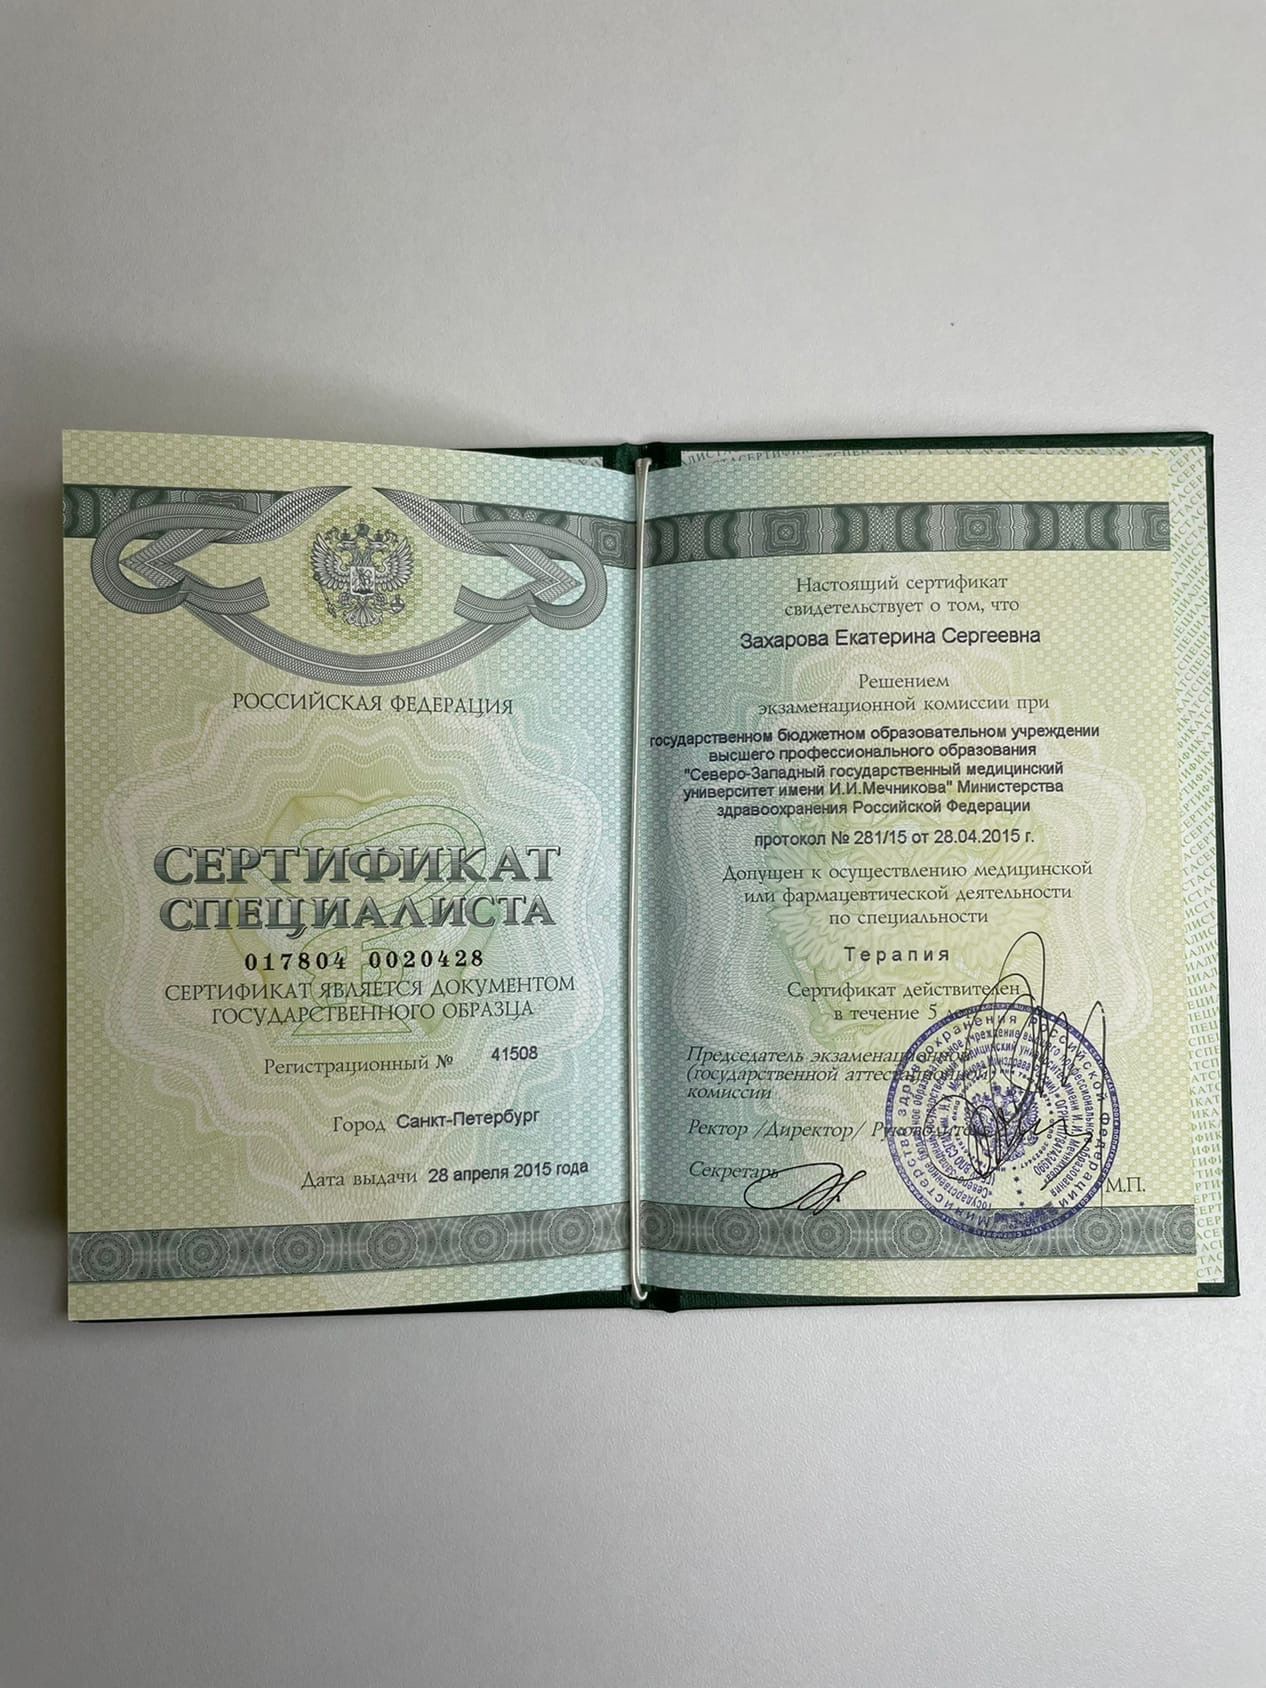 РОССИЙСКАЯ ФЕДЕРАЦИЯ
СЕРТИФИКАТ
СПЕЦИАЛИСТА
017804 0020428
СЕРТИФИКАТ ЯВЛЯЕТСЯ ДОКУМЕНТОМ
ГОСУДАРСТВЕННОГО ОБРАЗЦА
Регистрационный № 41508
Город Санкт-Петербург
Дата выдачи 28 апреля 2015 года
Настоящий сертификат
свидетельствует о том, что
Захарова Екатерина Сергеевна
Решением
экзаменационной комиссии при
государственном бюджетном образовательном учреждении
высшего профессионального образования
"Северо-Западный государственный медицинский
университет имени И.И.Мечникова" Министерства
здравоохранения Российской Федерации
протокол № 281/15 от 28.04.2015 г.
Допущен к осуществлению медицинской
или фармацевтической деятельности
по специальности
Терапия
Сертификат действителен
в течение 5
Председатель экзаменационной
(государственной аттестационной)
комиссии
Ректор /Директор/ Руководитель
Секретарь
М.П.